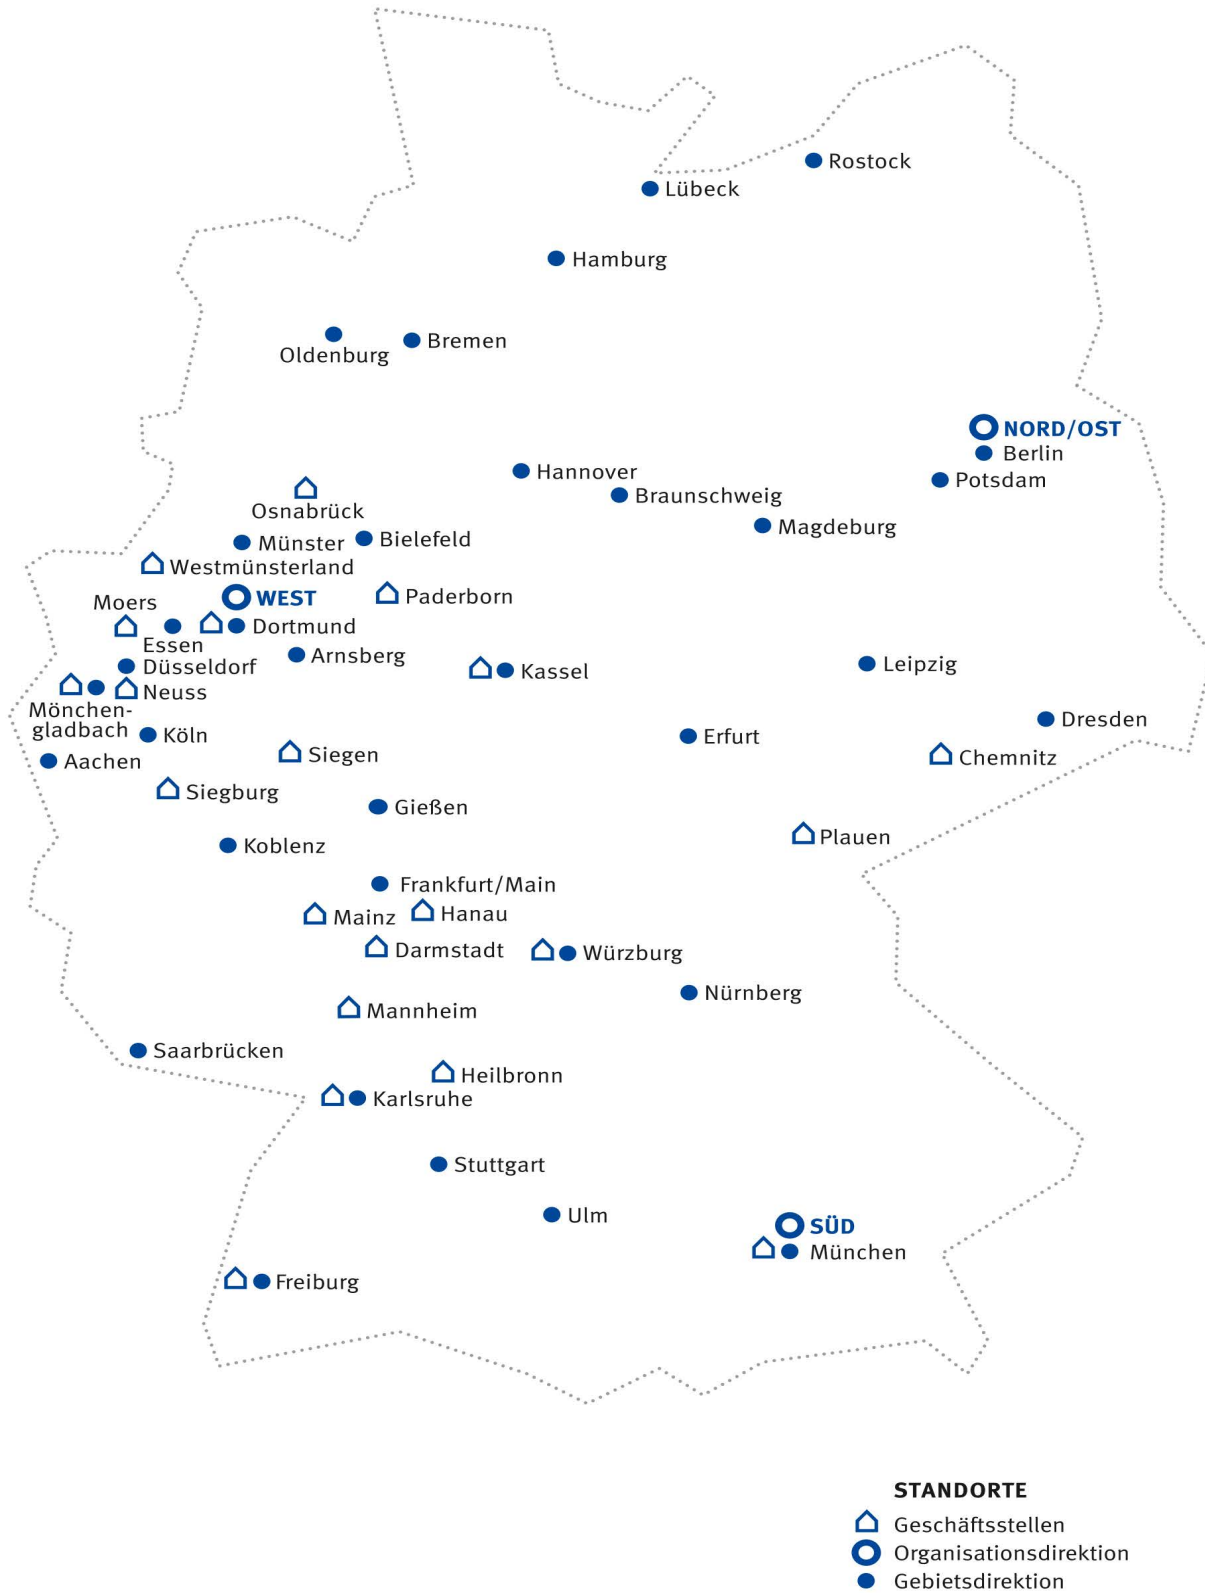 Rostock
Lübeck
Hamburg
Oldenburg
Bremen
NORD/OST
Berlin
Potsdam
Hannover
Braunschweig
Magdeburg
Osnabrück
Münster
Bielefeld
Westmünsterland
WEST
Paderborn
Moers
Essen
Dortmund
Düsseldorf
Arnsberg
Kassel
Leipzig
Neuss
Mönchen-
gladbach
Köln
Aachen
Siegen
Erfurt
Dresden
Chemnitz
Siegburg
Gießen
Plauen
Koblenz
Frankfurt/Main
Mainz
Hanau
Darmstadt
Würzburg
Nürnberg
Mannheim
Saarbrücken
Heilbronn
Karlsruhe
Stuttgart
Ulm
SÜD
München
Freiburg
STANDORTE
Geschäftsstellen
Organisationsdirektion
Gebietsdirektion